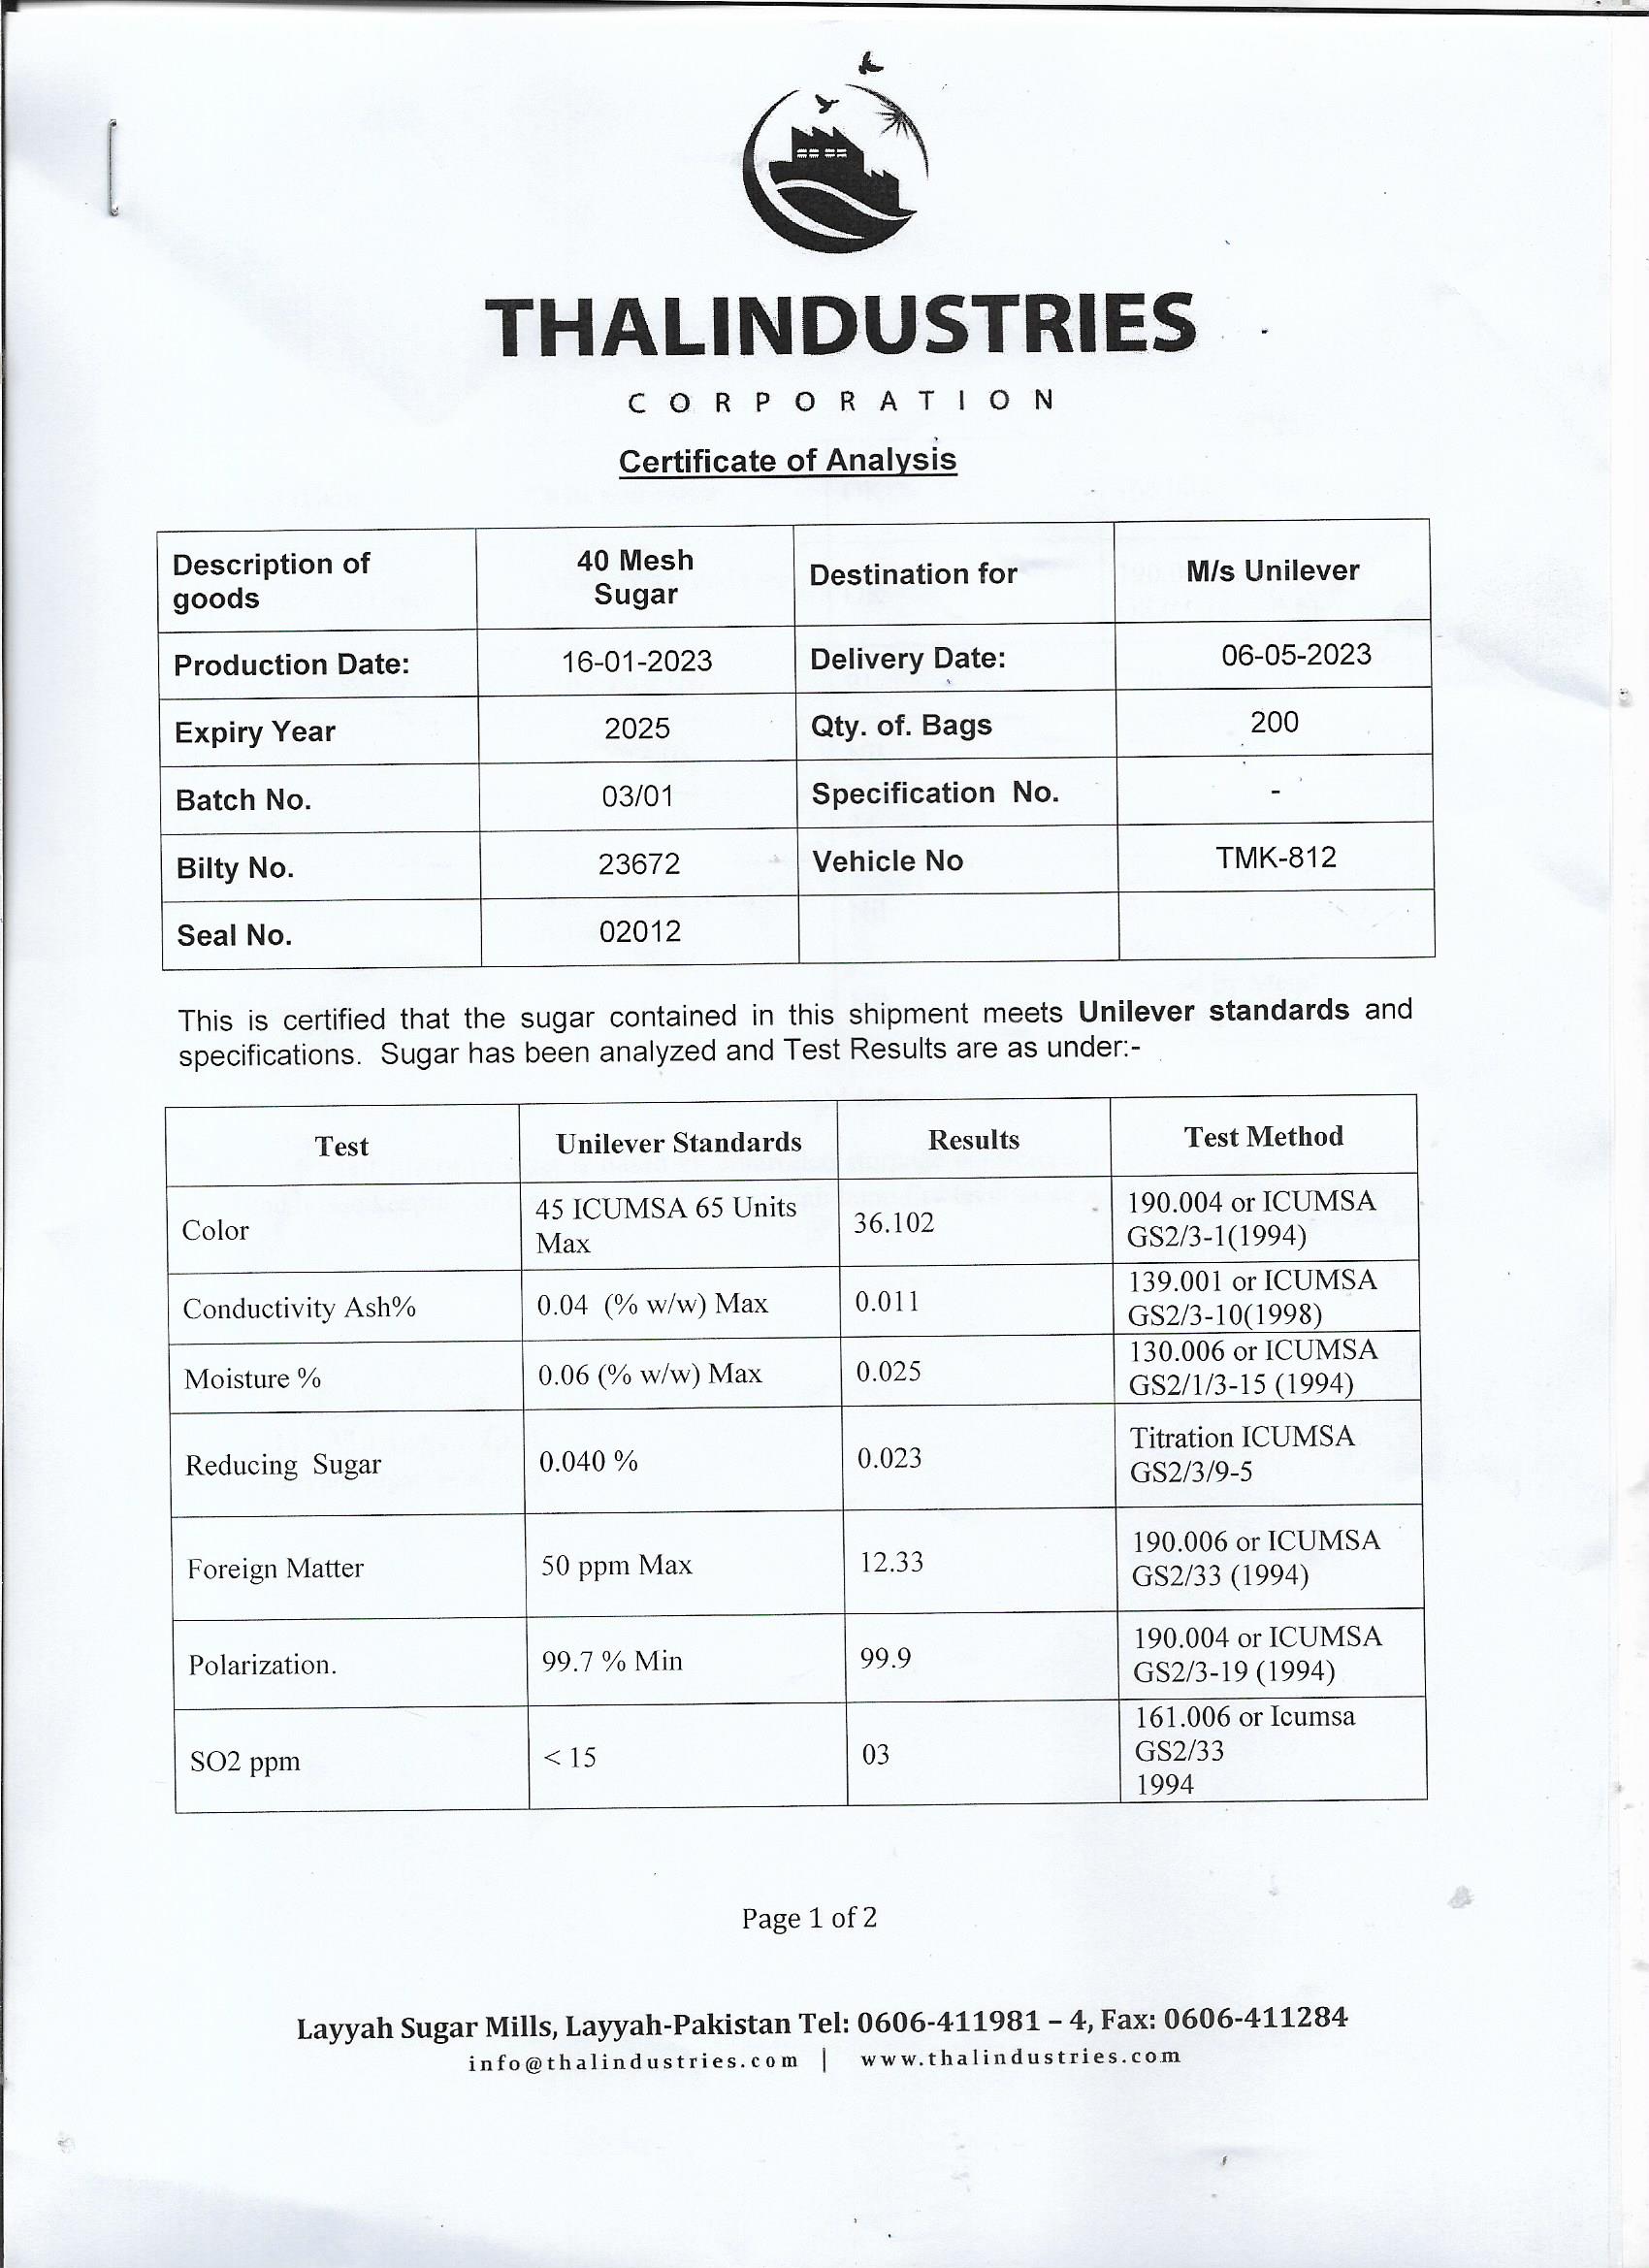 THALINDUSTRIES
CORPORATION
Certificate of Analysis
Description of goods 40 Mesh Sugar Destination for M/s Unilever
Production Date: 16-01-2023 Delivery Date: 06-05-2023
Expiry Year 2025 Qty. of. Bags 200
Batch No. 03/01 Specification No. -
Bilty No. 23672 Vehicle No TMK-812
Seal No. 02012
This is certified that the sugar contained in this shipment meets Unilever standards and
specifications. Sugar has been analyzed and Test Results are as under:-
Test Unilever Standards Results Test Method
Color 45 ICUMSA 65 Units Max 36.102 190.004 or ICUMSA GS2/3-1(1994)
Conductivity Ash% 0.04 (% w/w) Max 0.011 139.001 or ICUMSA GS2/3-10(1998)
Moisture % 0.06 (% w/w) Max 0.025 130.006 or ICUMSA GS2/1/3-15 (1994)
Reducing Sugar 0.040 % 0.023 Titration ICUMSA GS2/3/9-5
Foreign Matter 50 ppm Max 12.33 190.006 or ICUMSA GS2/33 (1994)
Polarization. 99.7 % Min 99.9 190.004 or ICUMSA GS2/3-19 (1994)
SO2 ppm < 15 03 161.006 or Icumsa GS2/33 1994
Page 1 of 2
Layyah Sugar Mills, Layyah-Pakistan Tel: 0606-411981 – 4, Fax: 0606-411284
info@thalindustries.com | www.thalindustries.com